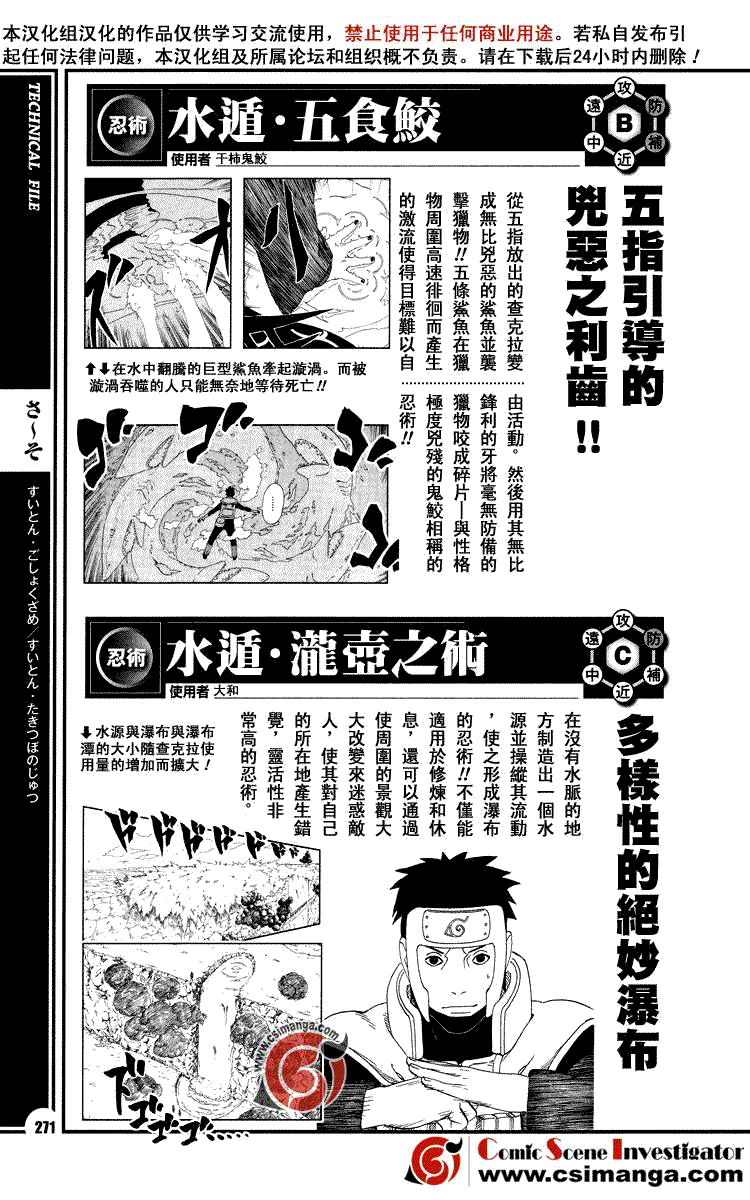 本汉化组汉化的作品仅供学习交流使用，禁止使用于任何商业用途。若私自发布引
起任何法律问题，本汉化组及所属论坛和组织概不负责。请在下载后24小时内删除！
TECHNICAL FILE
さ～そ
すいとん・ごしょくざめ／すいとん・たきつぼのじゅつ
271
忍術
水遁・五食鮫
使用者 干柿鬼鮫
攻
防
補
近
中
遠
B
五指引導的
兇惡之利齒!!
從五指放出的查克拉變
成無比兇惡的鯊魚並襲
擊獵物!!五條鯊魚在獵
物周圍高速徘徊而產生
的激流使得目標難以自
由活動。然後用其無比
鋒利的牙將毫無防備的
獵物咬成碎片—與性格
極度兇殘的鬼鮫相稱的
忍術!!
⬆⬇在水中翻騰的巨型鯊魚牽起漩渦。而被
漩渦吞噬的人只能無奈地等待死亡!!
ゴゴゴゴ
……
忍術
水遁・瀧壺之術
使用者 大和
攻
防
補
近
中
遠
C
多樣性的絕妙瀑布
在沒有水脈的地
方制造出一個水
源並操縱其流動
，使之形成瀑布
的忍術!!不僅能
適用於修煉和休
息，還可以通過
使周圍的景觀大
大改變來迷惑敵
人，使其對自己
的所在地產生錯
覺，靈活性非
常高的忍術。
⬇水源與瀑布與瀑布
潭的大小隨查克拉使
用量的增加而擴大！
ドドドドドド
www.csimanga.com
Comic Scene Investigator
www.csimanga.com